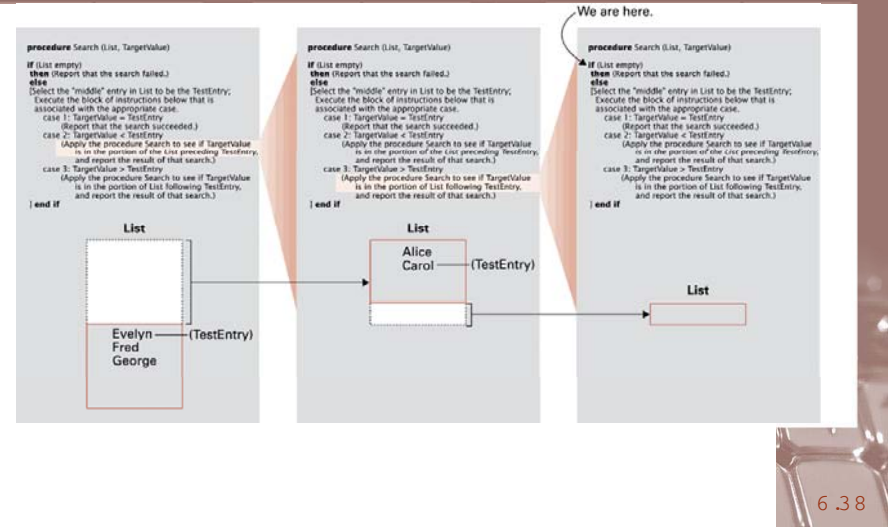 We are here.
procedure Search (List, TargetValue)
if (List empty)
then (Report that the search failed.)
else
[Select the "middle" entry in List to be the TestEntry;
Execute the block of instructions below that is
associated with the appropriate case.
case 1: TargetValue = TestEntry
(Report that the search succeeded.)
case 2: TargetValue < TestEntry
(Apply the procedure Search to see if TargetValue
is in the portion of the List preceding TestEntry,
and report the result of that search.)
case 3: TargetValue > TestEntry
(Apply the procedure Search to see if TargetValue
is in the portion of List following TestEntry,
and report the result of that search.)
] end if
List
Evelyn (TestEntry)
Fred
George
procedure Search (List, TargetValue)
if (List empty)
then (Report that the search failed.)
else
[Select the "middle" entry in List to be the TestEntry;
Execute the block of instructions below that is
associated with the appropriate case.
case 1: TargetValue = TestEntry
(Report that the search succeeded.)
case 2: TargetValue < TestEntry
(Apply the procedure Search to see if TargetValue
is in the portion of the List preceding TestEntry,
and report the result of that search.)
case 3: TargetValue > TestEntry
(Apply the procedure Search to see if TargetValue
is in the portion of List following TestEntry,
and report the result of that search.)
] end if
List
Alice
Carol (TestEntry)
procedure Search (List, TargetValue)
if (List empty)
then (Report that the search failed.)
else
[Select the "middle" entry in List to be the TestEntry;
Execute the block of instructions below that is
associated with the appropriate case.
case 1: TargetValue = TestEntry
(Report that the search succeeded.)
case 2: TargetValue < TestEntry
(Apply the procedure Search to see if TargetValue
is in the portion of the List preceding TestEntry,
and report the result of that search.)
case 3: TargetValue > TestEntry
(Apply the procedure Search to see if TargetValue
is in the portion of List following TestEntry,
and report the result of that search.)
] end if
List
6.38